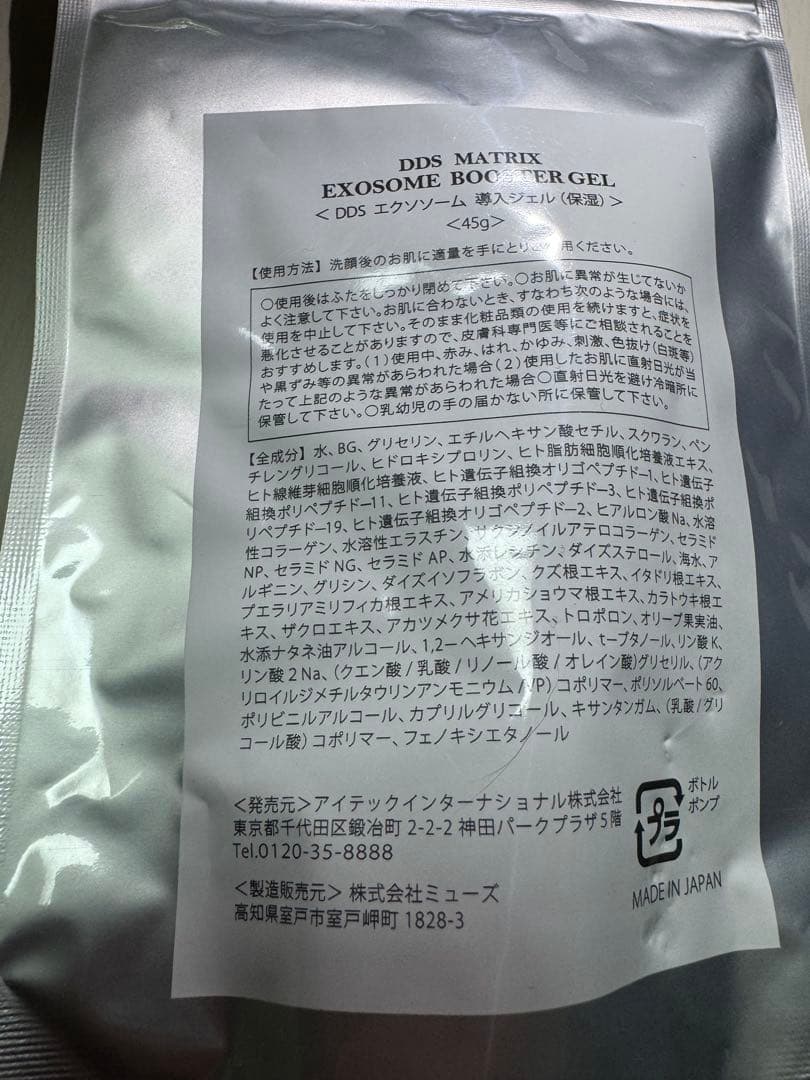 DDS MATRIX
EXOSOME BOOSTER GEL
＜DDS エクソソーム 導入ジェル（保湿）＞
＜45g＞
【使用方法】洗顔後のお肌に適量を手にとりご使用ください。
○使用後はふたをしっかり閉めて下さい。○お肌に異常が生じてないか
よく注意して下さい。お肌に合わないとき、すなわち次のような場合には、
使用を中止して下さい。そのまま化粧品類の使用を続けますと、症状を
悪化させることがありますので、皮膚科専門医等にご相談されることを
おすすめします。（1）使用中、赤み、はれ、かゆみ、刺激、色抜け（白斑等）
や黒ずみ等の異常があらわれた場合（2）使用したお肌に直射日光が当
たって上記のような異常があらわれた場合○直射日光を避け冷暗所に
保管して下さい。○乳幼児の手の届かない所に保管して下さい。
【全成分】水、BG、グリセリン、エチルヘキサン酸セチル、スクワラン、ペン
チレングリコール、ヒドロキシプロリン、ヒト脂肪細胞順化培養液エキス、
ヒト線維芽細胞順化培養液、ヒト遺伝子組換オリゴペプチド–1、ヒト遺伝子
組換ポリペプチド–11、ヒト遺伝子組換ポリペプチド–3、ヒト遺伝子組換ポ
リペプチド–19、ヒト遺伝子組換オリゴペプチド–2、ヒアルロン酸Na、水溶
性コラーゲン、水溶性エラスチン、サクシノイルアテロコラーゲン、セラミド
NP、セラミドNG、セラミドAP、水添レシチン、ダイズステロール、海水、ア
ルギニン、グリシン、ダイズイソフラボン、クズ根エキス、イタドリ根エキス、
プエラリアミリフィカ根エキス、アメリカショウマ根エキス、カラトウキ根エ
キス、ザクロエキス、アカツメクサ花エキス、トロポロン、オリーブ果実油、
水添ナタネ油アルコール、1,2–ヘキサンジオール、t–ブタノール、リン酸K、
リン酸2Na、（クエン酸/乳酸/リノール酸/オレイン酸）グリセリル、（アク
リロイルジメチルタウリンアンモニウム/VP）コポリマー、ポリソルベート60、
ポリビニルアルコール、カプリルグリコール、キサンタンガム、（乳酸/グリ
コール酸）コポリマー、フェノキシエタノール
＜発売元＞アイテックインターナショナル株式会社
東京都千代田区鍛冶町 2-2-2 神田パークプラザ5階
Tel.0120-35-8888
＜製造販売元＞株式会社ミューズ
高知県室戸市室戸岬町 1828-3
プラ
ボトル
ポンプ
MADE IN JAPAN